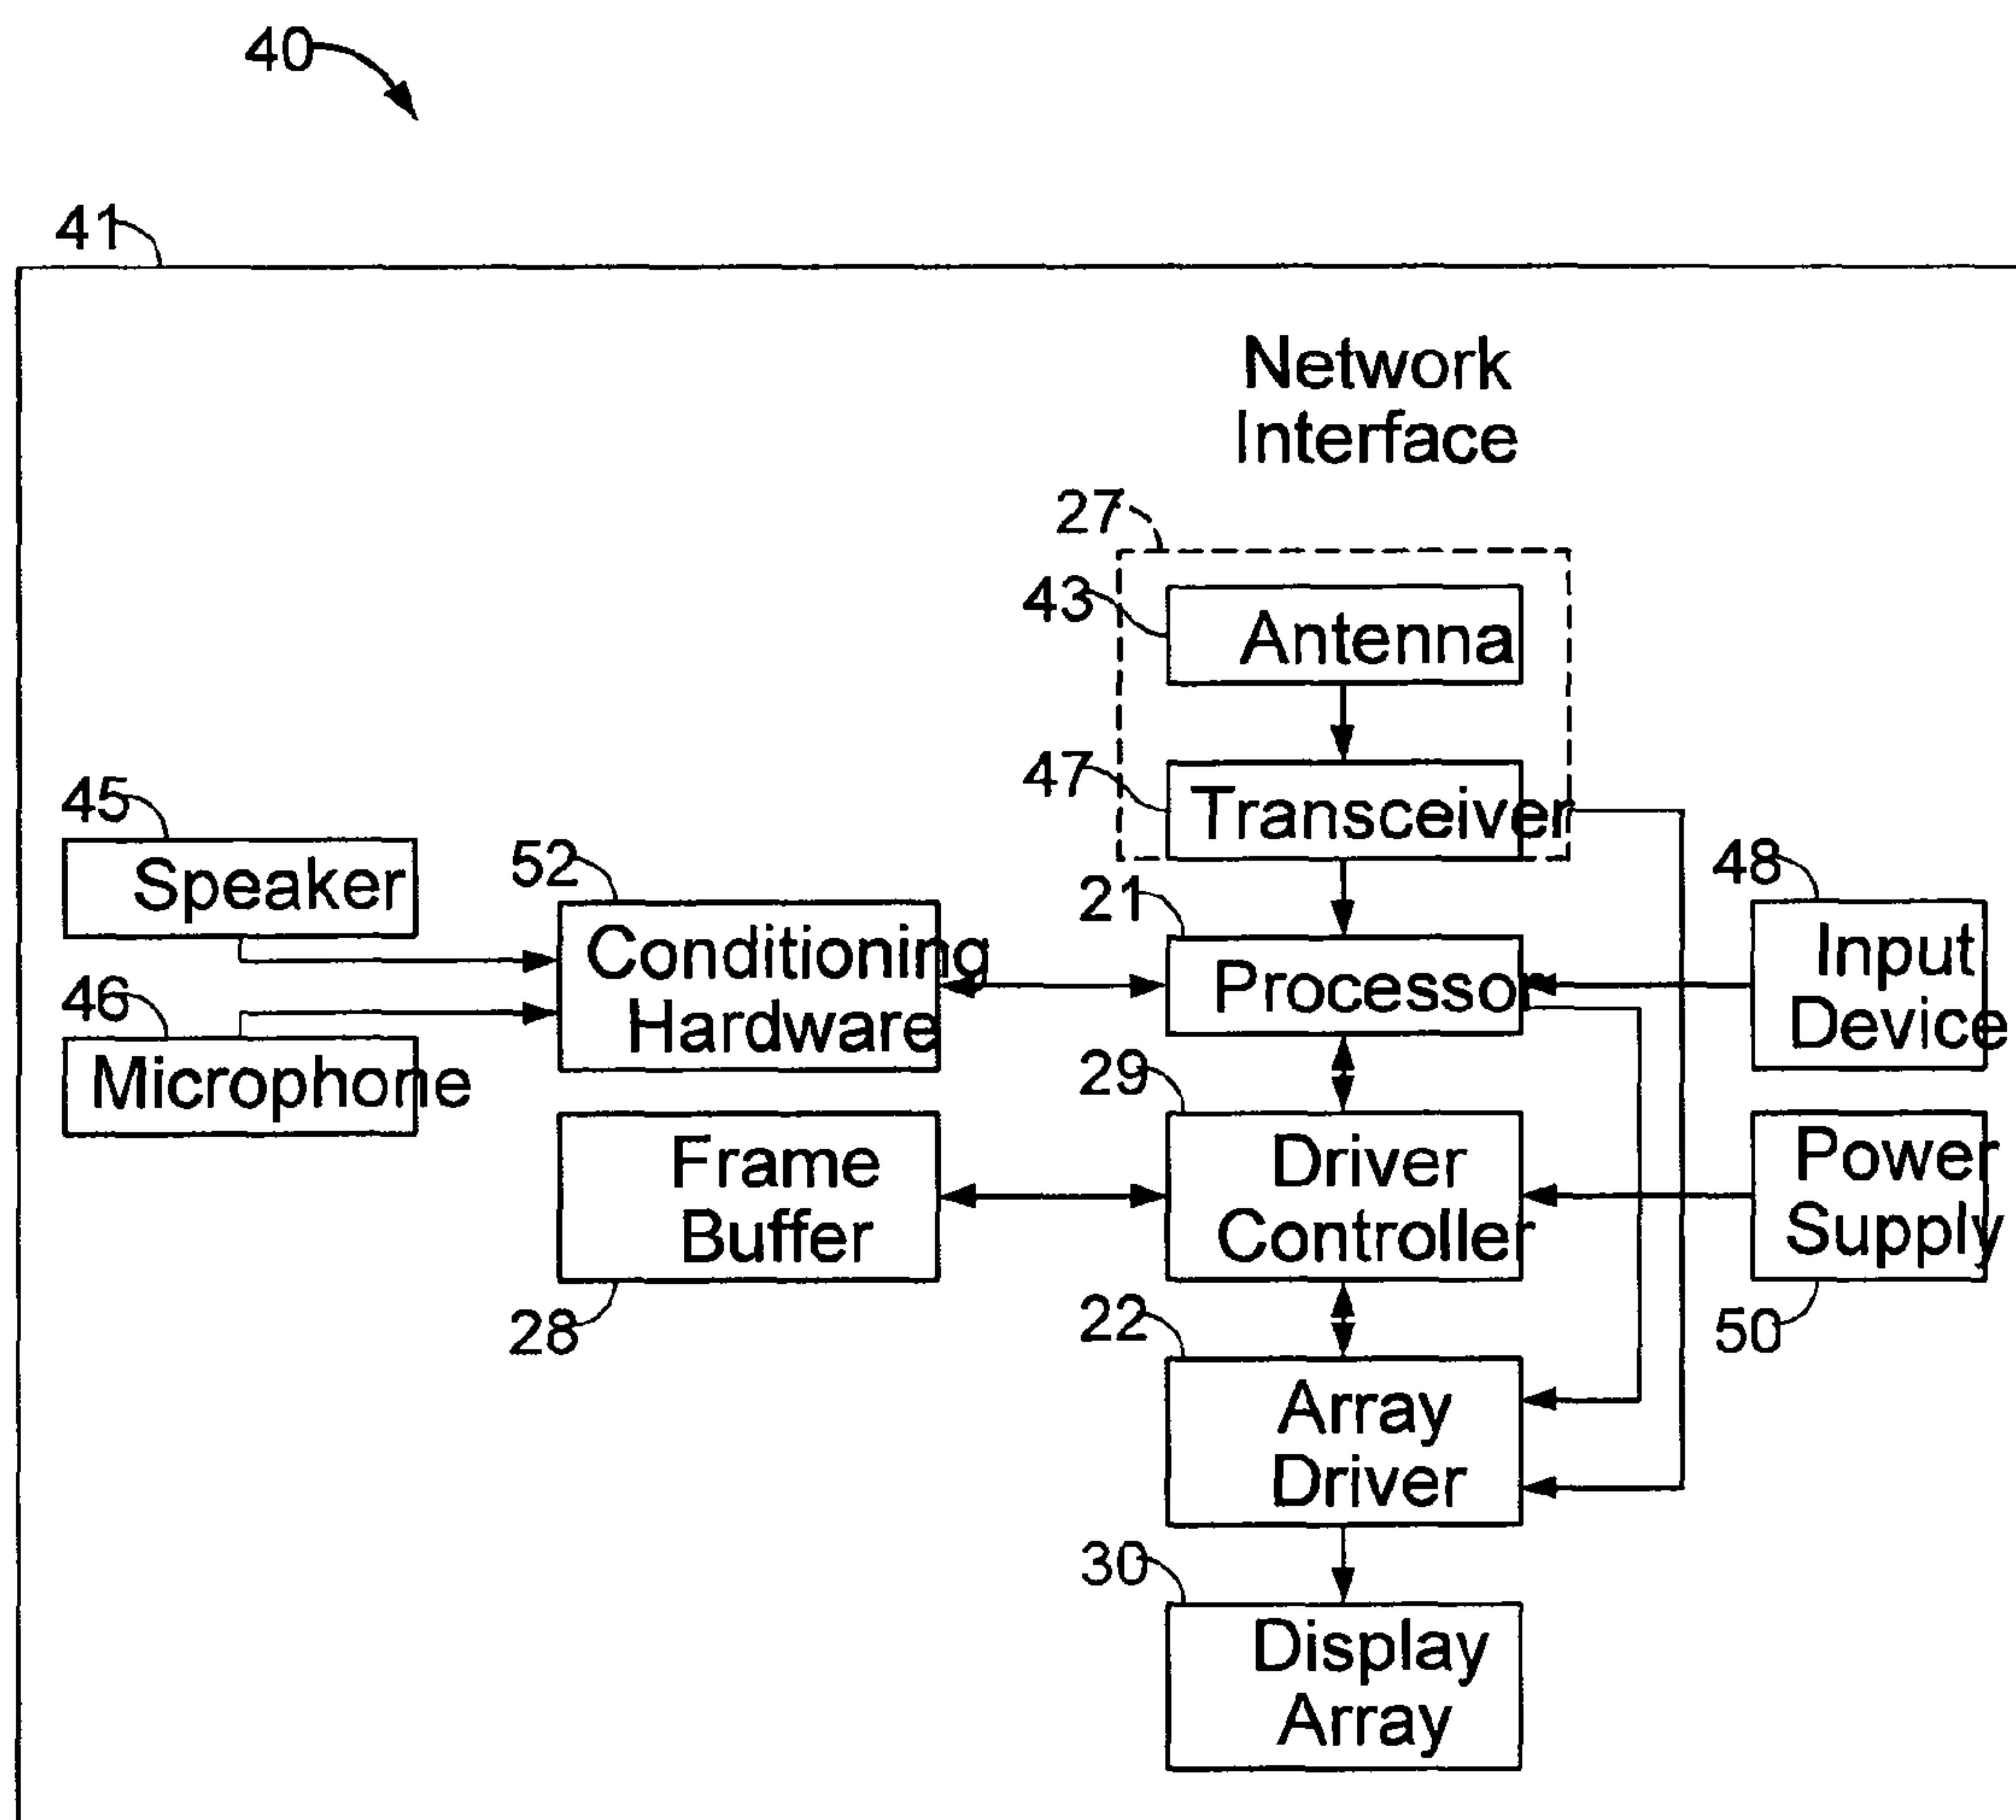 40
41
Network
Interface
27
43
Antenna
47
Transceiver
45
Speaker
52
Conditioning
Hardware
21
Processor
48
Input
Device
46
Microphone
29
Driver
Controller
Frame
Buffer
28
Power
Supply
50
22
Array
Driver
30
Display
Array